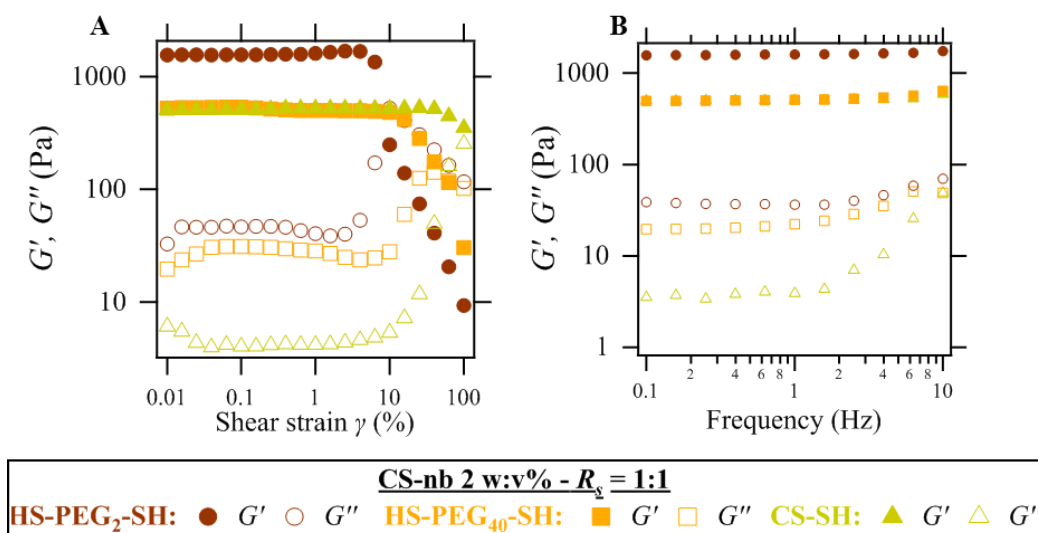 A
B
G', G'' (Pa)
1000
100
10
0.01
0.1
1
10
100
Shear strain γ (%)
G', G'' (Pa)
1000
100
10
1
0.1
2
4
6
8
1
2
4
6
8
10
Frequency (Hz)
CS-nb 2 w:v% - Rs = 1:1
HS-PEG2-SH: G' G'' HS-PEG40-SH: G' G'' CS-SH: G' G'